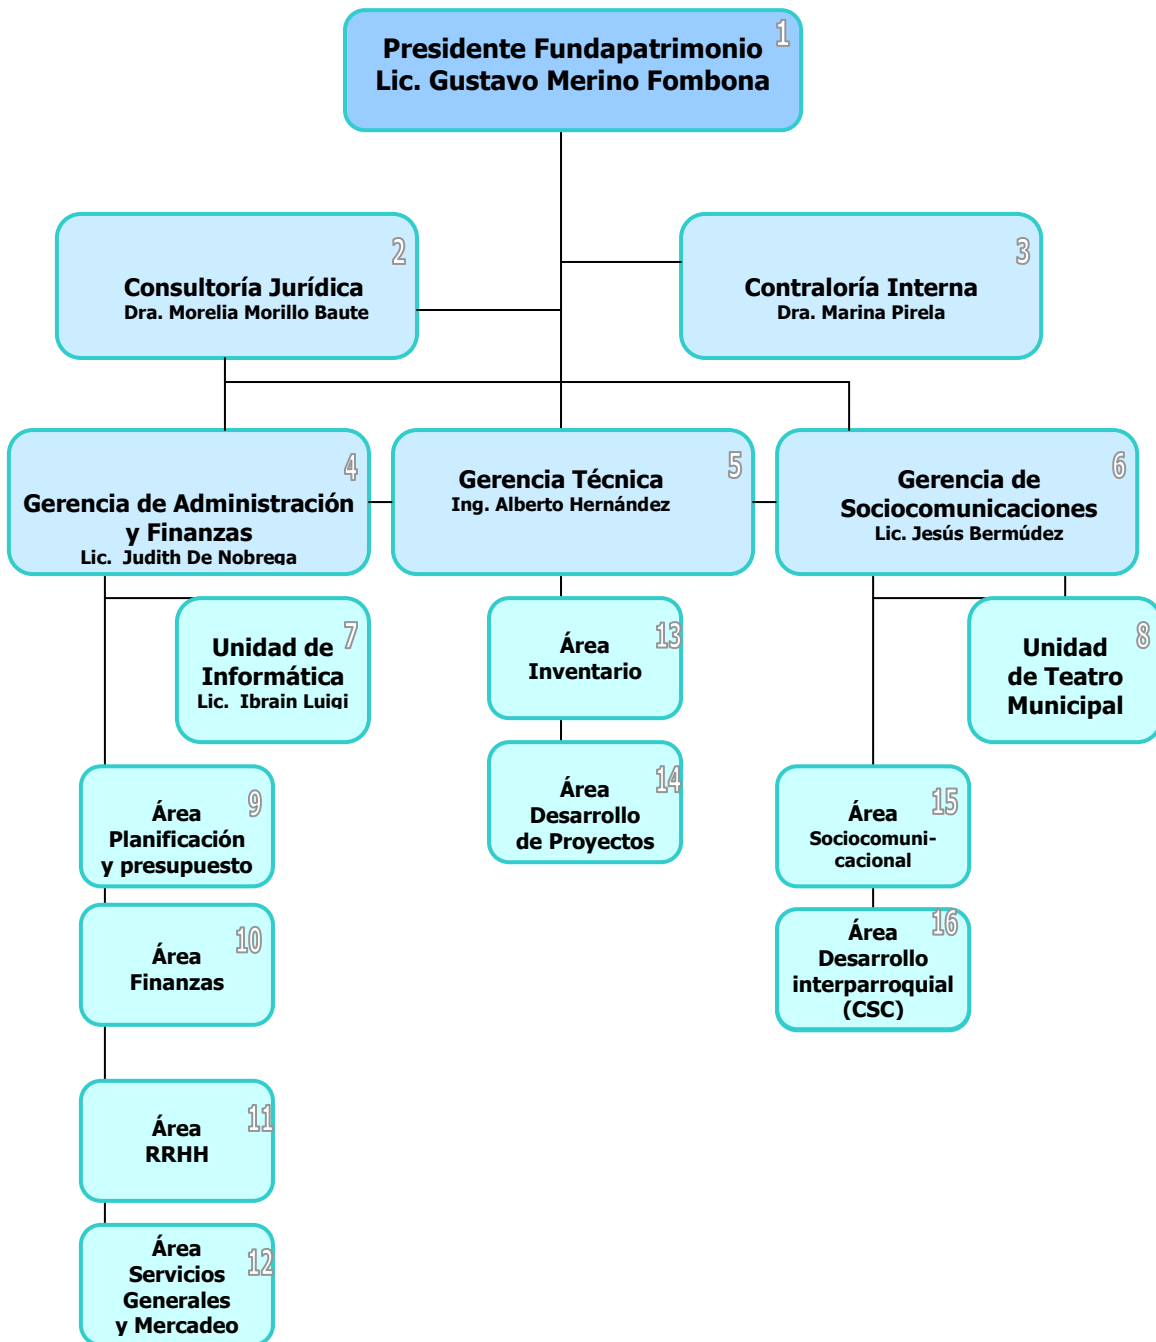 1
Presidente Fundapatrimonio
Lic. Gustavo Merino Fombona
2
Consultoría Jurídica
Dra. Morelia Morillo Baute
3
Contraloría Interna
Dra. Marina Pirela
4
Gerencia de Administración
y Finanzas
Lic. Judith De Nobrega
5
Gerencia Técnica
Ing. Alberto Hernández
6
Gerencia de
Sociocomunicaciones
Lic. Jesús Bermúdez
7
Unidad de
Informática
Lic. Ibrain Luigi
13
Área
Inventario
8
Unidad
de Teatro
Municipal
9
Área
Planificación
y presupuesto
14
Área
Desarrollo
de Proyectos
15
Área
Sociocomuni-
cacional
10
Área
Finanzas
16
Área
Desarrollo
interparroquial
(CSC)
11
Área
RRHH
12
Área
Servicios
Generales
y Mercadeo